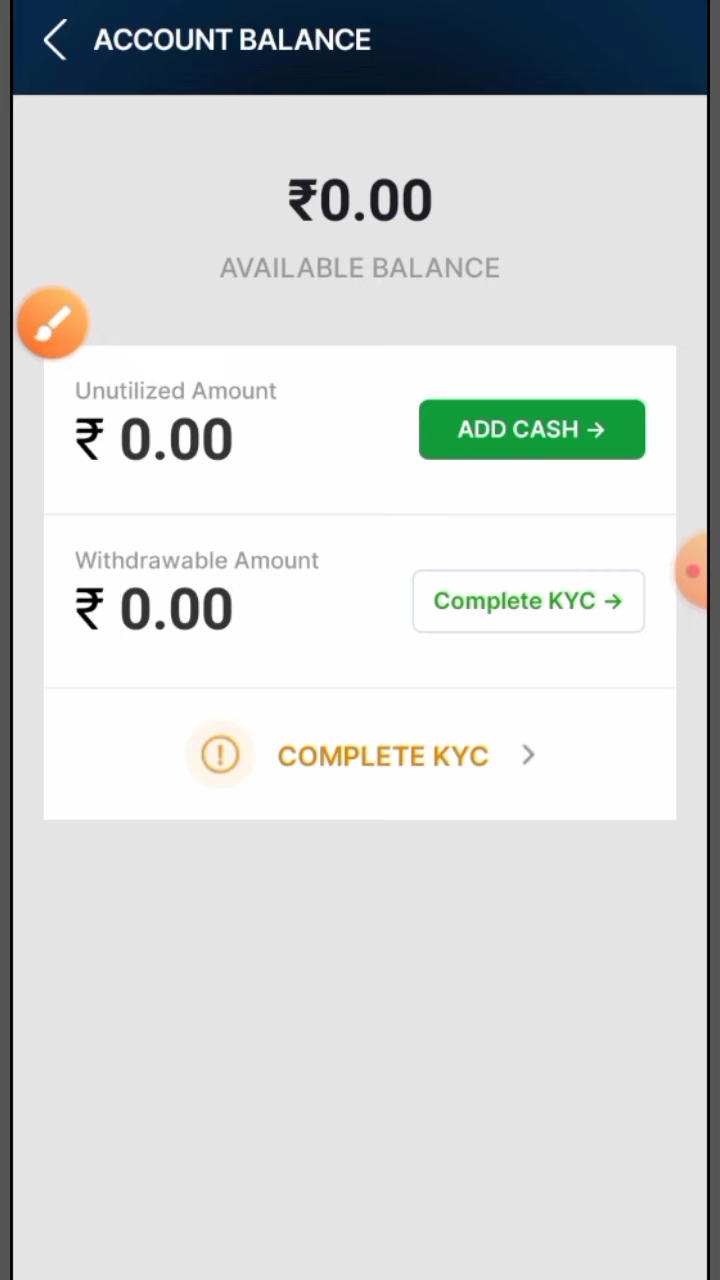 ACCOUNT BALANCE
₹0.00
AVAILABLE BALANCE
Unutilized Amount
₹ 0.00
ADD CASH →
Withdrawable Amount
₹ 0.00
Complete KYC →
COMPLETE KYC >